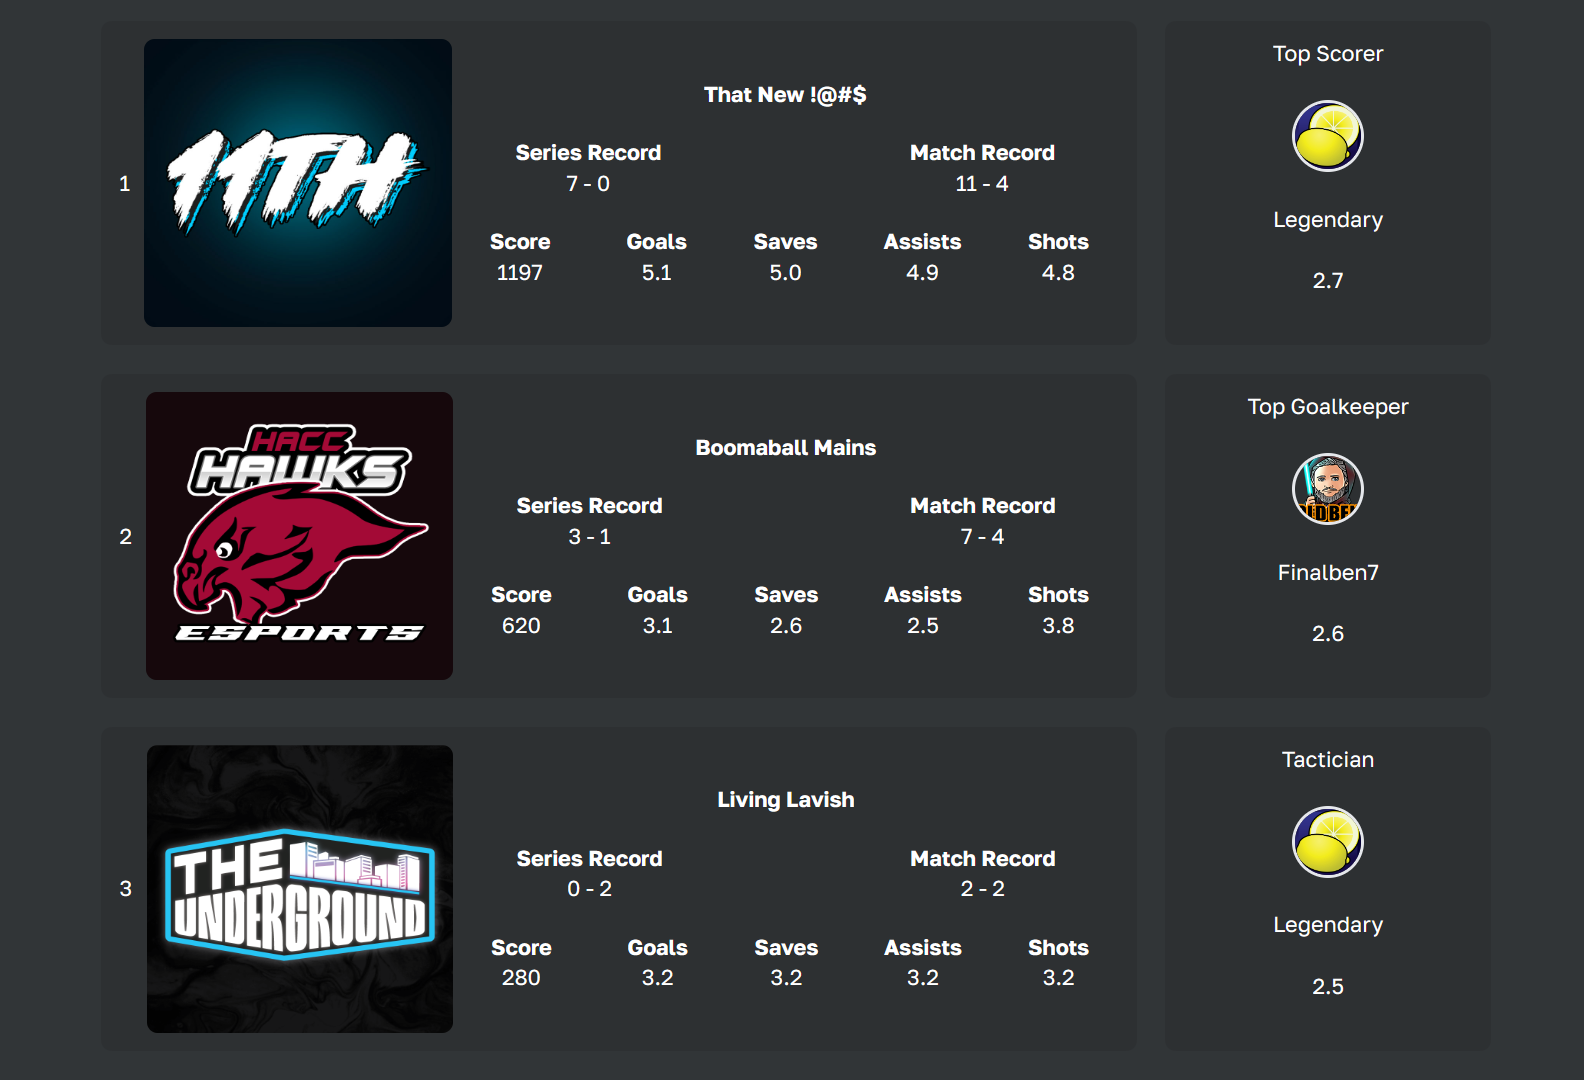 1
11TH
That New !@#$
Series Record Match Record
7 - 0 11 - 4
Score Goals Saves Assists Shots
1197 5.1 5.0 4.9 4.8
Top Scorer
Legendary
2.7
2
HACC
HAWKS
ESPORTS
Boomaball Mains
Series Record Match Record
3 - 1 7 - 4
Score Goals Saves Assists Shots
620 3.1 2.6 2.5 3.8
Top Goalkeeper
Finalben7
2.6
3
THE
UNDERGROUND
Living Lavish
Series Record Match Record
0 - 2 2 - 2
Score Goals Saves Assists Shots
280 3.2 3.2 3.2 3.2
Tactician
Legendary
2.5